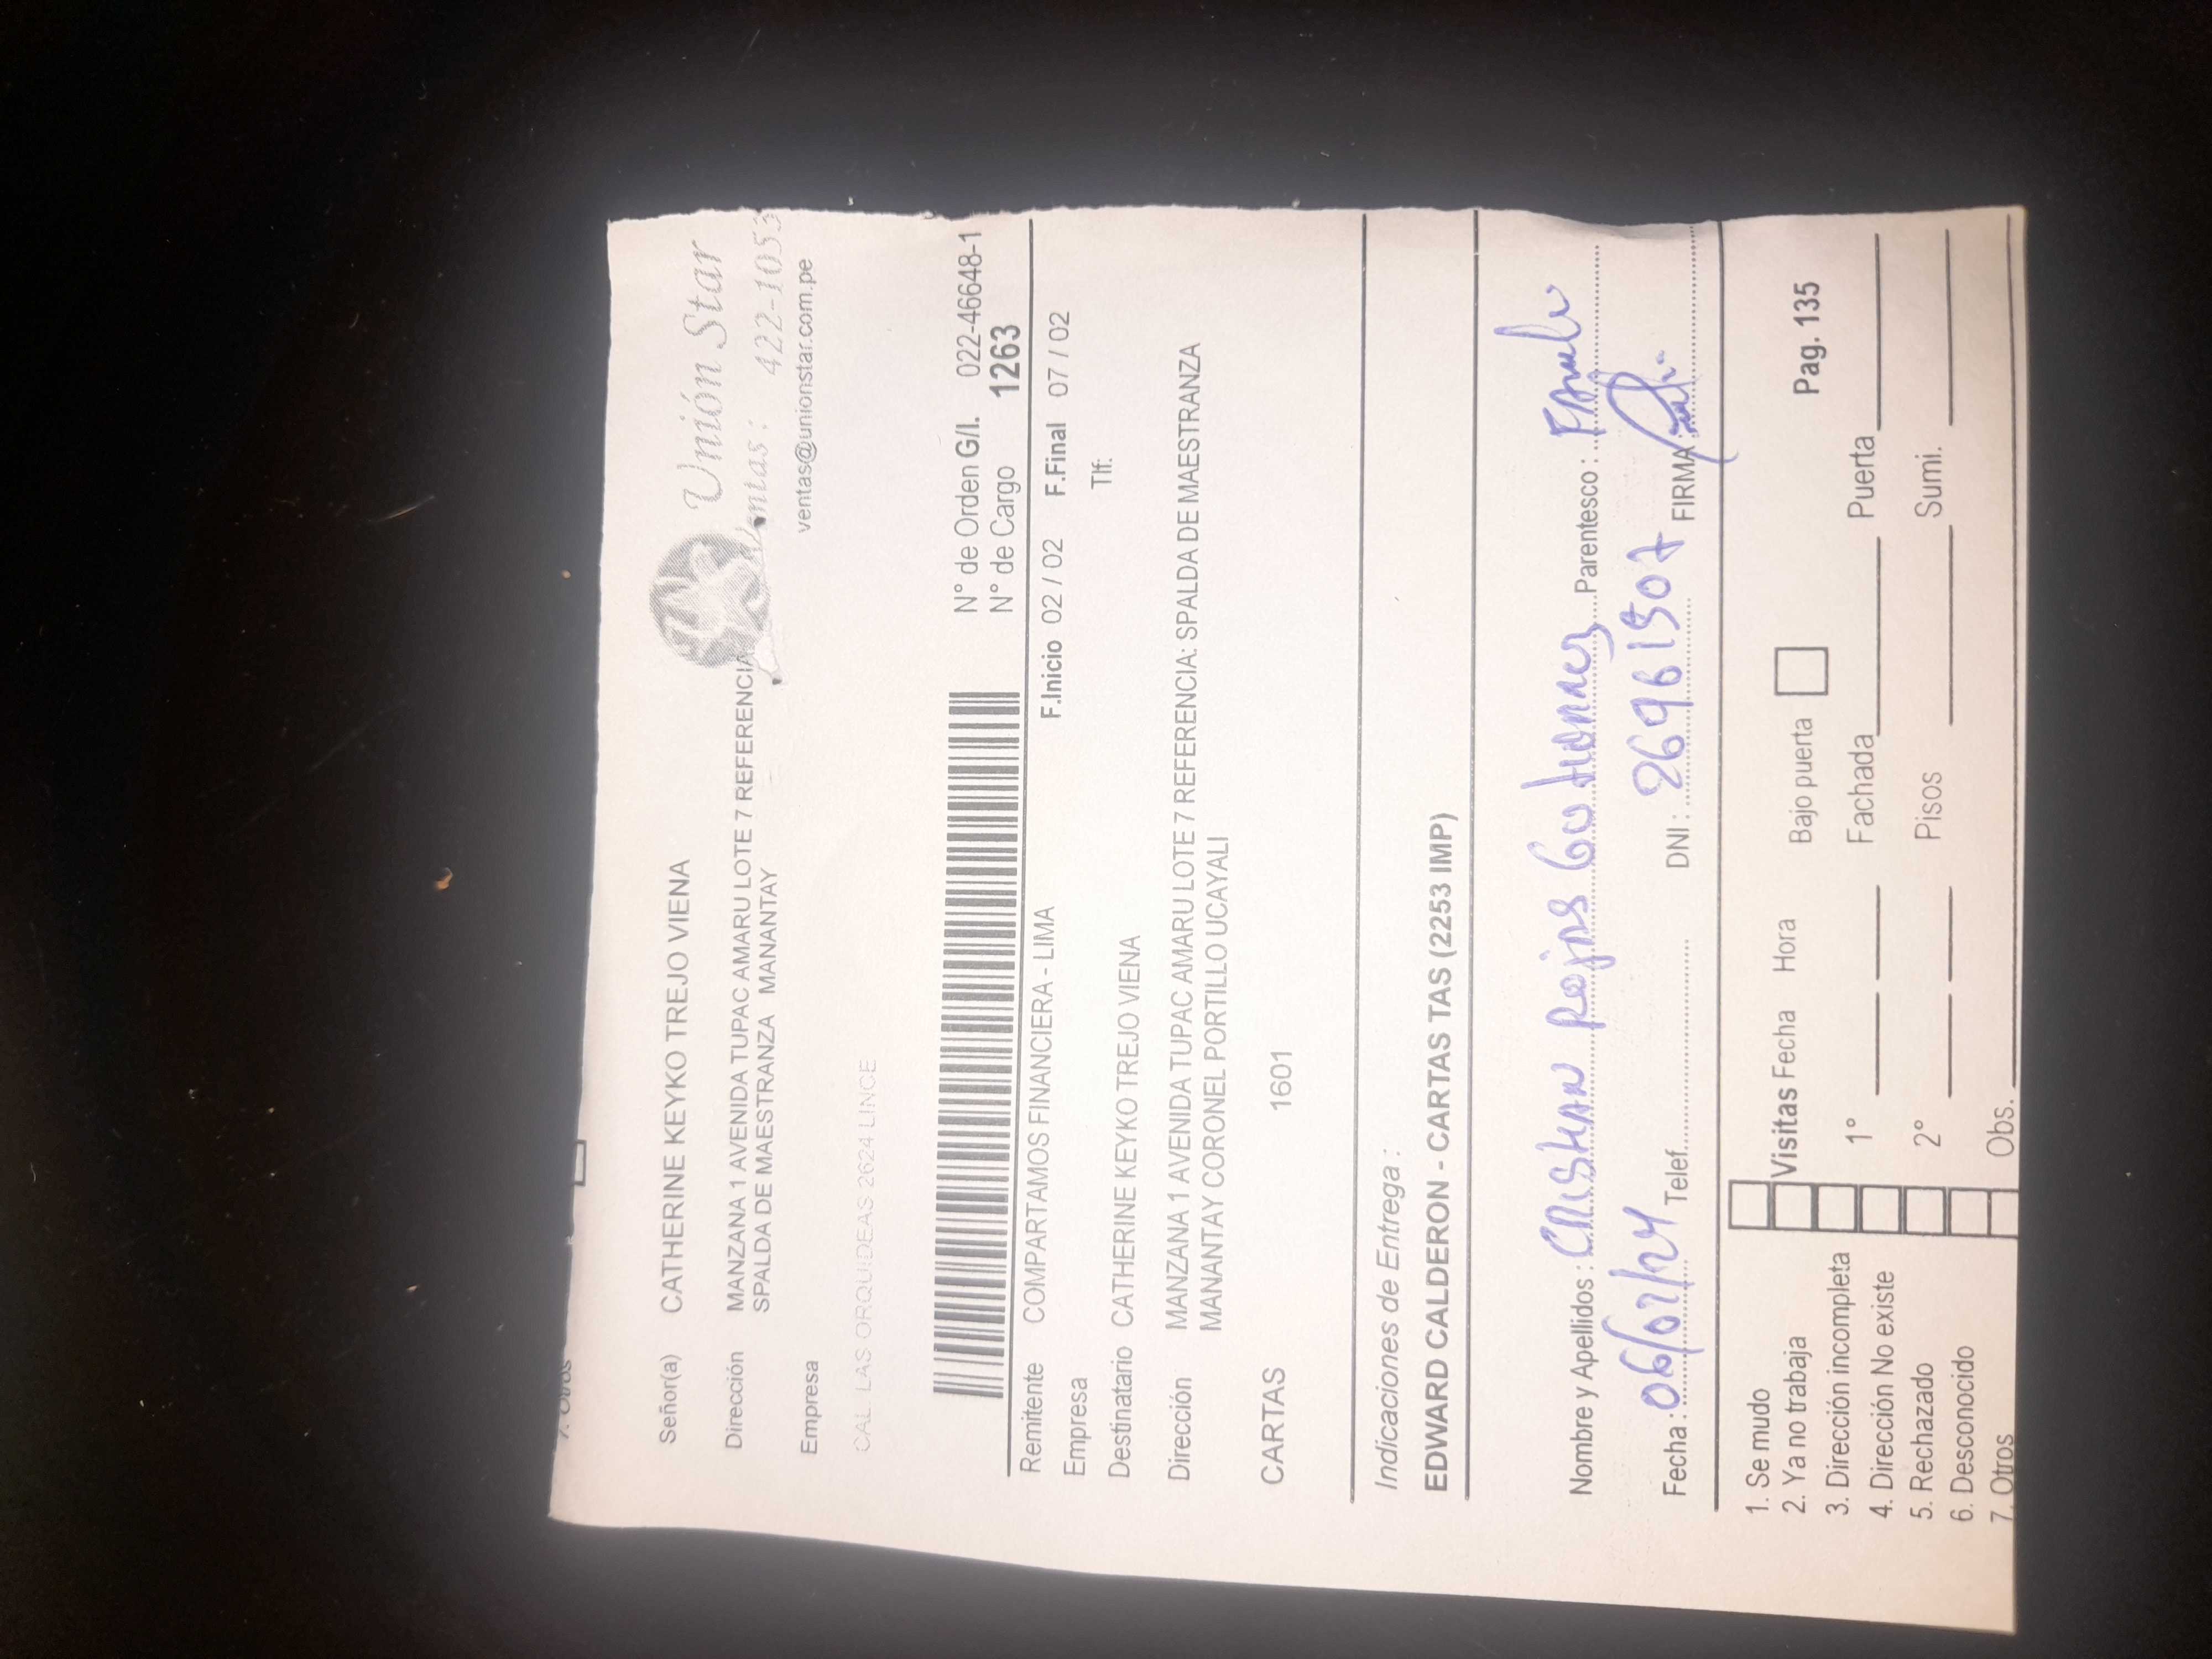 7. Otros
Señor(a) CATHERINE KEYKO TREJO VIENA
Unión Star
Dirección MANZANA 1 AVENIDA TUPAC AMARU LOTE 7 REFERENCIA
SPALDA DE MAESTRANZA MANANTAY
ntas: 422-1053
Empresa
ventas@unionstar.com.pe
CAL. LAS ORQUIDEAS 2624 LINCE
N° de Orden G/I. 022-46648-1
N° de Cargo 1263
Remitente COMPARTAMOS FINANCIERA - LIMA
F.Inicio 02 / 02 F.Final 07 / 02
Empresa
Tlf:
Destinatario CATHERINE KEYKO TREJO VIENA
Dirección MANZANA 1 AVENIDA TUPAC AMARU LOTE 7 REFERENCIA: SPALDA DE MAESTRANZA
MANANTAY CORONEL PORTILLO UCAYALI
CARTAS 1601
Indicaciones de Entrega :
EDWARD CALDERON - CARTAS TAS (2253 IMP)
Nombre y Apellidos : Cristian Rojas Gutierrez Parentesco :
Fecha : 06/02/24 Telef. DNI : 26961507 FIRMA:
1. Se mudo
2. Ya no trabaja
3. Dirección incompleta
4. Dirección No existe
5. Rechazado
6. Desconocido
7. Otros
Visitas Fecha Hora Bajo puerta Pag. 135
1° Fachada Puerta
2° Pisos Sumi.
Obs.